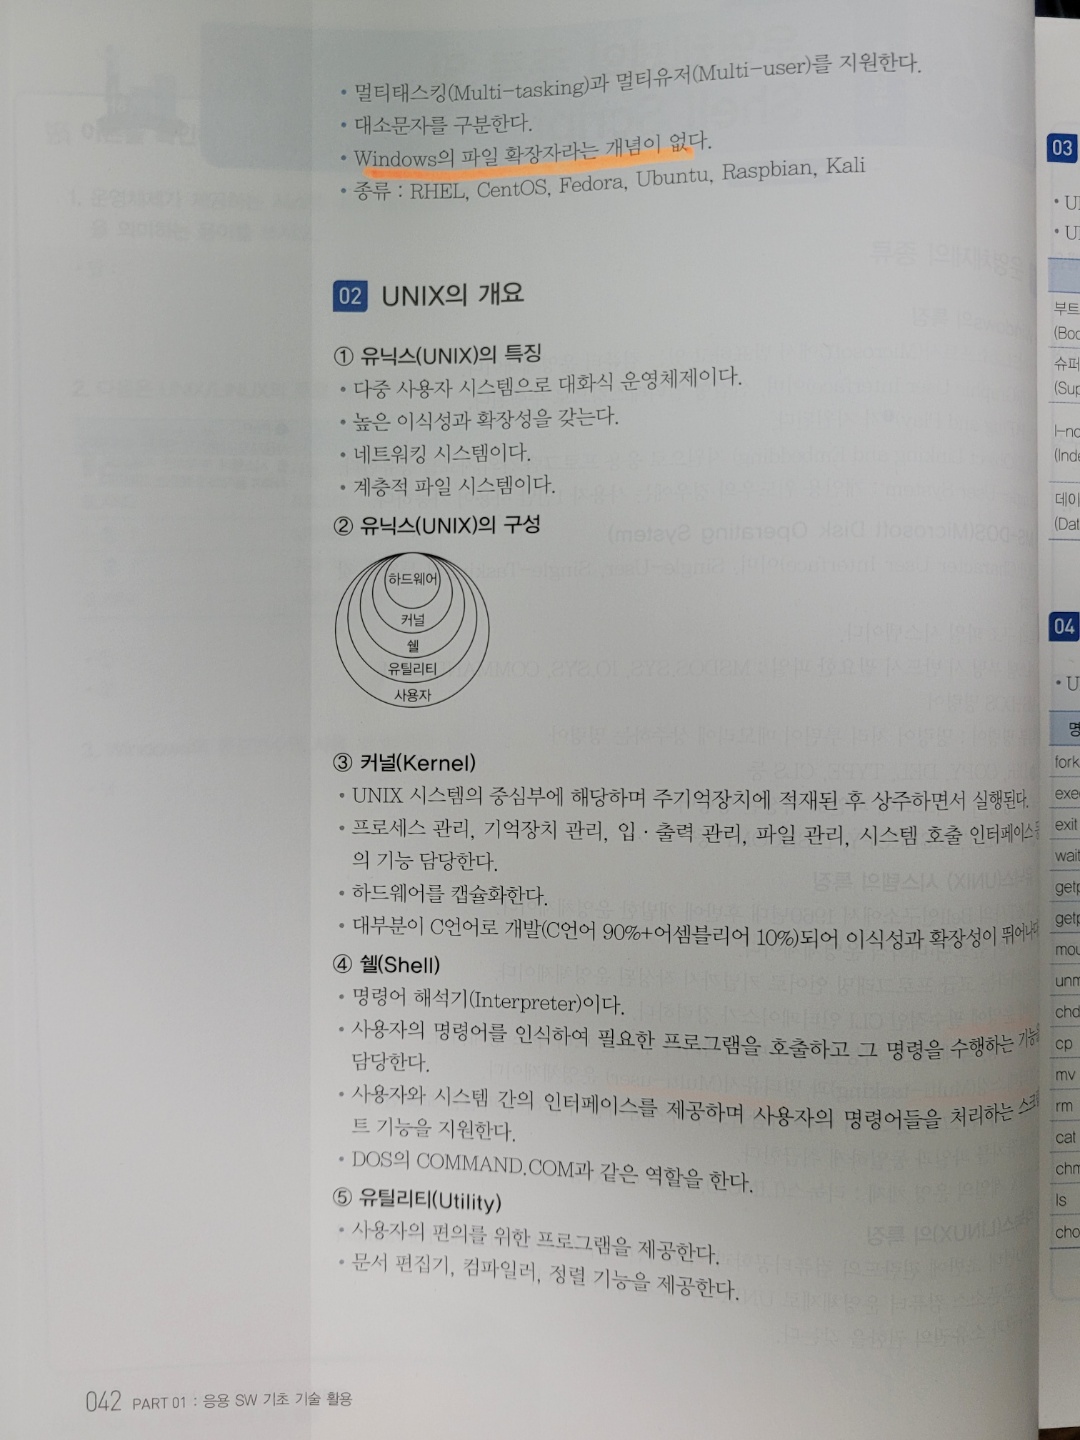 • 멀티태스킹(Multi-tasking)과 멀티유저(Multi-user)를 지원한다.
• 대소문자를 구분한다.
• Windows의 파일 확장자라는 개념이 없다.
• 종류 : RHEL, CentOS, Fedora, Ubuntu, Raspbian, Kali
02 UNIX의 개요
① 유닉스(UNIX)의 특징
• 다중 사용자 시스템으로 대화식 운영체제이다.
• 높은 이식성과 확장성을 갖는다.
• 네트워킹 시스템이다.
• 계층적 파일 시스템이다.
② 유닉스(UNIX)의 구성
하드웨어
커널
쉘
유틸리티
사용자
③ 커널(Kernel)
• UNIX 시스템의 중심부에 해당하며 주기억장치에 적재된 후 상주하면서 실행된다.
• 프로세스 관리, 기억장치 관리, 입 · 출력 관리, 파일 관리, 시스템 호출 인터페이스
의 기능 담당한다.
• 하드웨어를 캡슐화한다.
• 대부분이 C언어로 개발(C언어 90%+어셈블리어 10%)되어 이식성과 확장성이 뛰어나
④ 쉘(Shell)
• 명령어 해석기(Interpreter)이다.
• 사용자의 명령어를 인식하여 필요한 프로그램을 호출하고 그 명령을 수행하는 기능을
담당한다.
• 사용자와 시스템 간의 인터페이스를 제공하며 사용자의 명령어들을 처리하는 스크
트 기능을 지원한다.
• DOS의 COMMAND.COM과 같은 역할을 한다.
⑤ 유틸리티(Utility)
• 사용자의 편의를 위한 프로그램을 제공한다.
• 문서 편집기, 컴파일러, 정렬 기능을 제공한다.
042 PART 01 : 응용 SW 기초 기술 활용
03
부트
(Boo
슈퍼
(Sup
I-no
(Inde
데이
(Dat
04
• U
명
fork
exe
exit
wait
getp
getp
mou
unm
chd
cp
mv
rm
cat
chm
ls
cho